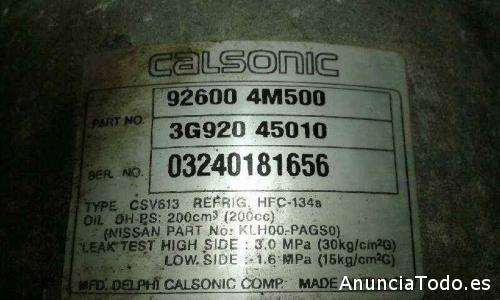 CALSONIC
92600 4M500
PART NO.
3G920 45010
SER. NO. 03240181656
TYPE CSV613 REFRIG, HFC-134a
OIL DH-PS: 200cm³ (200cc)
(NISSAN PART No: KLH00-PAGS0)
LEAK TEST HIGH SIDE : 3.0 MPa (30kg/cm²G)
LOW. SIDE : 1.6 MPa (15kg/cm²G)
MFD. DELPHI CALSONIC COMP. MADE IN
AnunciaTodo.es